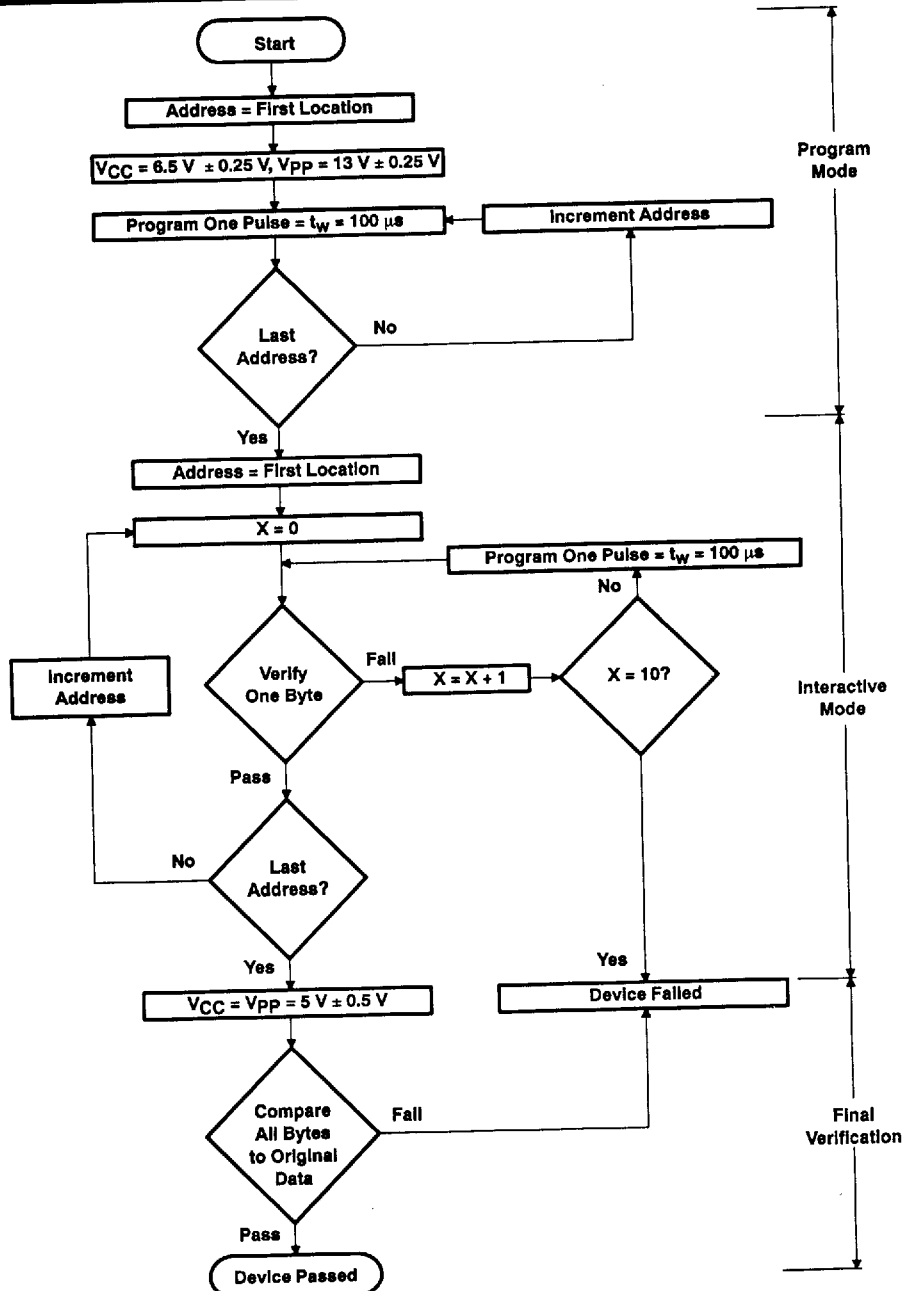 Start
Address = First Location
VCC = 6.5 V ± 0.25 V, VPP = 13 V ± 0.25 V
Program
Mode
Program One Pulse = tw = 100 µs
Increment Address
Last
Address?
No
Yes
Address = First Location
X = 0
Program One Pulse = tw = 100 µs
No
Increment
Address
Verify
One Byte
Fail
X = X + 1
X = 10?
Interactive
Mode
Pass
No
Last
Address?
Yes
Yes
VCC = VPP = 5 V ± 0.5 V
Device Failed
Compare
All Bytes
to Original
Data
Fail
Final
Verification
Pass
Device Passed